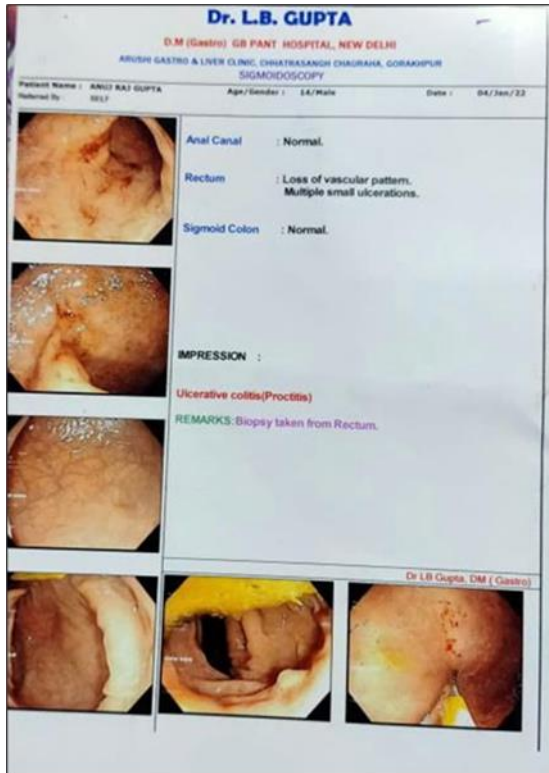 Dr. L.B. GUPTA
D.M (Gastro) GB PANT HOSPITAL, NEW DELHI
ARUSHI GASTRO & LIVER CLINIC, CHHATRASANGH CHAURAHA, GORAKHPUR
SIGMOIDOSCOPY
Patient Name : ANUJ RAJ GUPTA Age/Gender : 14/Male Date : 04/Jan/22
Referred By : SELF
Anal Canal : Normal.
Rectum : Loss of vascular pattern.
Multiple small ulcerations.
Sigmoid Colon : Normal.
IMPRESSION :
Ulcerative colitis(Proctitis)
REMARKS:Biopsy taken from Rectum.
Dr LB Gupta, DM ( Gastro)